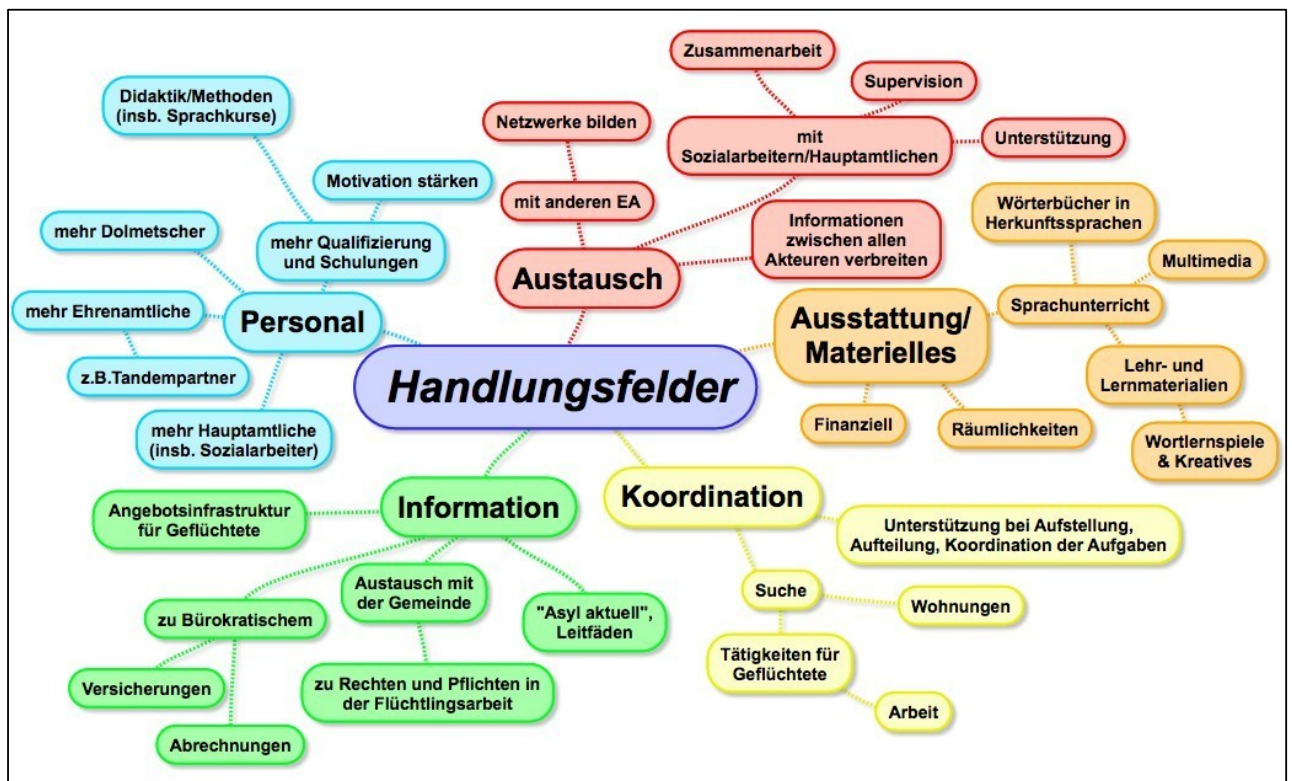 Zusammenarbeit
Supervision
Didaktik/Methoden
(insb. Sprachkurse)
Netzwerke bilden
mit
Sozialarbeitern/Hauptamtlichen
Unterstützung
Motivation stärken
mit anderen EA
Wörterbücher in
Herkunftssprachen
mehr Dolmetscher
mehr Qualifizierung
und Schulungen
Informationen
zwischen allen
Akteuren verbreiten
Multimedia
Austausch
mehr Ehrenamtliche
Personal
Ausstattung/
Materielles
Sprachunterricht
z.B.Tandempartner
Handlungsfelder
Lehr- und
Lernmaterialien
mehr Hauptamtliche
(insb. Sozialarbeiter)
Finanziell
Räumlichkeiten
Wortlernspiele
& Kreatives
Angebotsinfrastruktur
für Geflüchtete
Information
Koordination
Unterstützung bei Aufstellung,
Aufteilung, Koordination der Aufgaben
zu Bürokratischem
Austausch mit
der Gemeinde
"Asyl aktuell",
Leitfäden
Suche
Wohnungen
Versicherungen
zu Rechten und Pflichten in
der Flüchtlingsarbeit
Tätigkeiten für
Geflüchtete
Abrechnungen
Arbeit